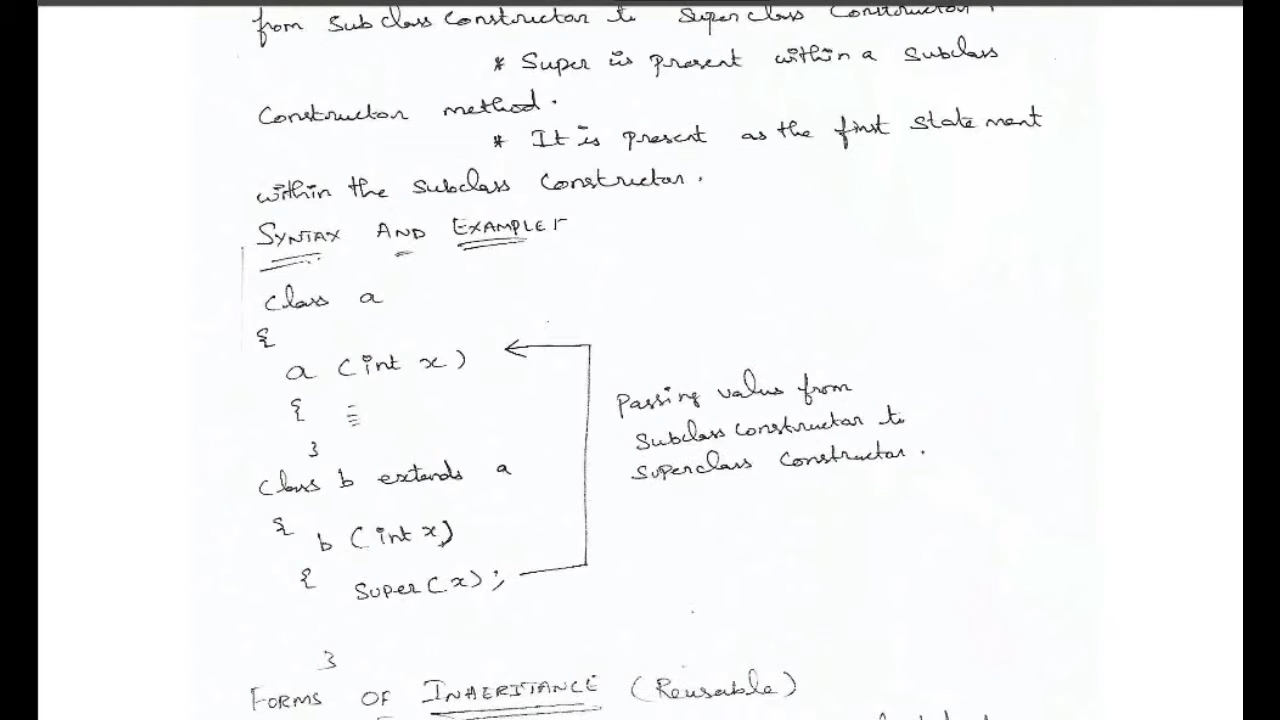 from Subclass Constructor to Superclass Constructor.
* Super is present within a Subclass
Constructor method.
* It is present as the first statement
within the Subclass Constructor.
SYNTAX AND EXAMPLE:-
class a
{
a (int x)
{
}
class b extends a
{
b (int x)
{ super(x);
}
Passing value from
Subclass Constructor to
Superclass Constructor.
FORMS OF INHERITANCE (Reusable)